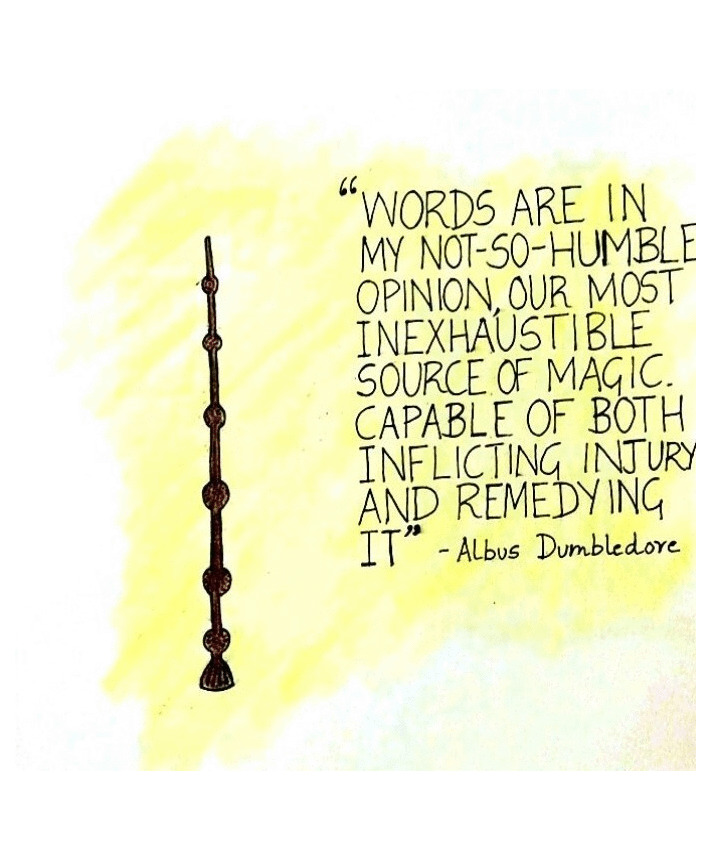 “WORDS ARE IN
MY NOT-SO-HUMBLE
OPINION, OUR MOST
INEXHAUSTIBLE
SOURCE OF MAGIC.
CAPABLE OF BOTH
INFLICTING INJURY
AND REMEDYING
IT” - Albus Dumbledore